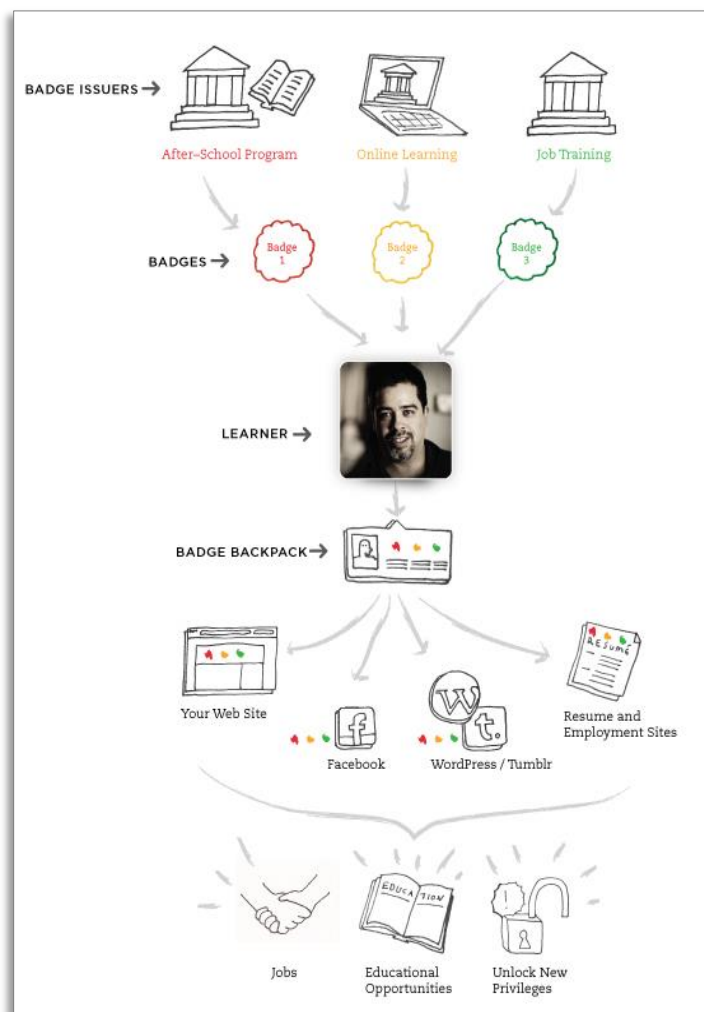 BADGE ISSUERS
After–School Program
Online Learning
Job Training
BADGES
Badge
1
Badge
2
Badge
3
LEARNER
BADGE BACKPACK
RESUMÉ
Your Web Site
W
f
t.
Facebook
WordPress / Tumblr
Resume and
Employment Sites
EDUCATION
Jobs
Educational
Opportunities
Unlock New
Privileges